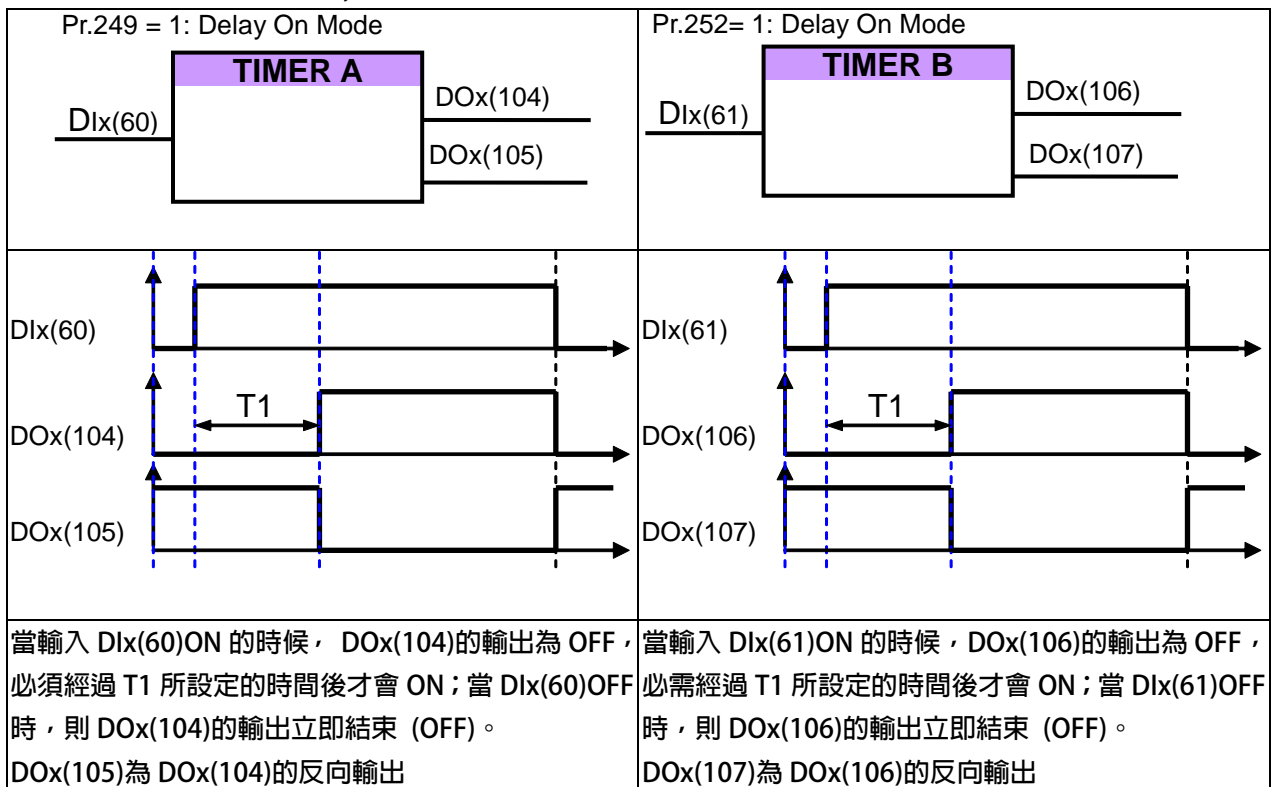 Pr.249 = 1: Delay On Mode
TIMER A
DIx(60)
DOx(104)
DOx(105)
Pr.252= 1: Delay On Mode
TIMER B
DIx(61)
DOx(106)
DOx(107)
DIx(60)
T1
DOx(104)
DOx(105)
DIx(61)
T1
DOx(106)
DOx(107)
當輸入 DIx(60)ON 的時候， DOx(104)的輸出為 OFF，
必須經過 T1 所設定的時間後才會 ON；當 DIx(60)OFF
時，則 DOx(104)的輸出立即結束 (OFF)。
DOx(105)為 DOx(104)的反向輸出
當輸入 DIx(61)ON 的時候，DOx(106)的輸出為 OFF，
必需經過 T1 所設定的時間後才會 ON；當 DIx(61)OFF
時，則 DOx(106)的輸出立即結束 (OFF)。
DOx(107)為 DOx(106)的反向輸出